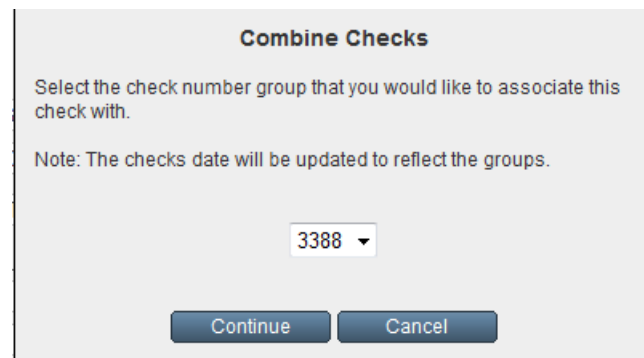 Combine Checks
Select the check number group that you would like to associate this
check with.
Note: The checks date will be updated to reflect the groups.
3388
Continue Cancel